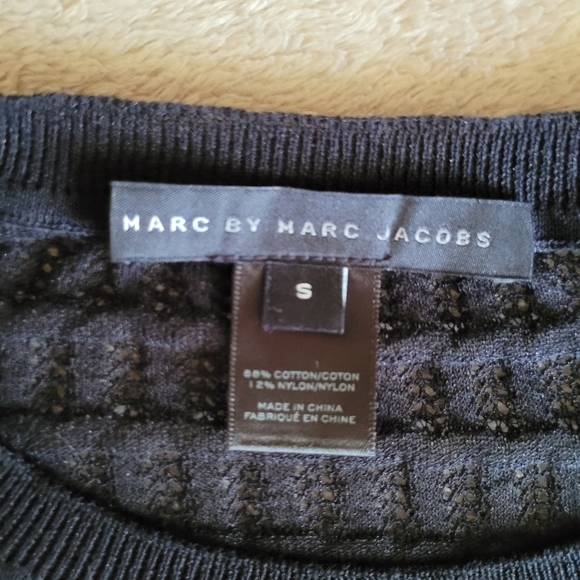 MARC BY MARC JACOBS
S
88% COTTON/COTON
12% NYLON/NYLON
MADE IN CHINA
FABRIQUÉ EN CHINE